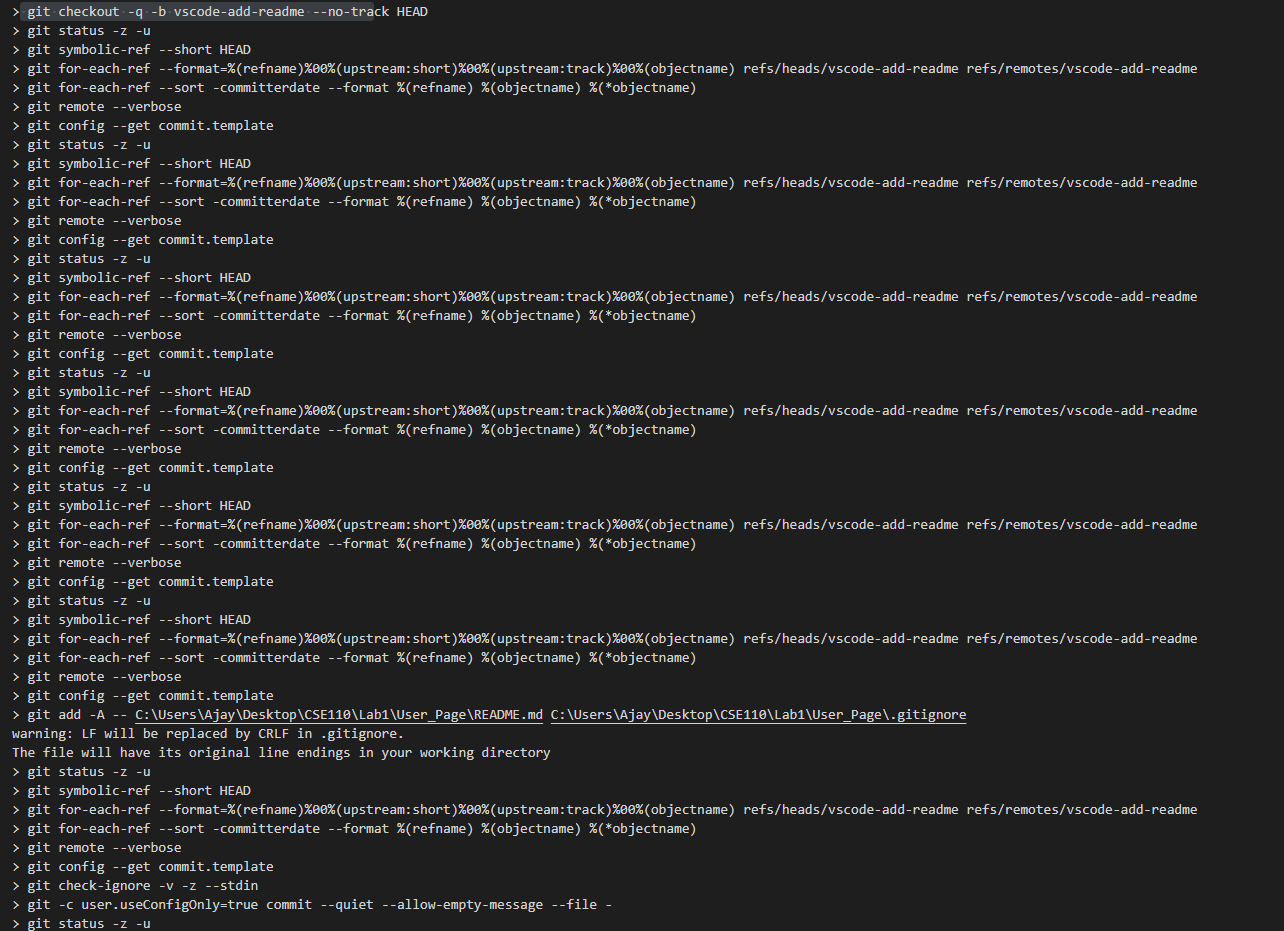 > git checkout -q -b vscode-add-readme --no-track HEAD
> git status -z -u
> git symbolic-ref --short HEAD
> git for-each-ref --format=%(refname)%00%(upstream:short)%00%(upstream:track)%00%(objectname) refs/heads/vscode-add-readme refs/remotes/vscode-add-readme
> git for-each-ref --sort -committerdate --format %(refname) %(objectname) %(*objectname)
> git remote --verbose
> git config --get commit.template
> git status -z -u
> git symbolic-ref --short HEAD
> git for-each-ref --format=%(refname)%00%(upstream:short)%00%(upstream:track)%00%(objectname) refs/heads/vscode-add-readme refs/remotes/vscode-add-readme
> git for-each-ref --sort -committerdate --format %(refname) %(objectname) %(*objectname)
> git remote --verbose
> git config --get commit.template
> git status -z -u
> git symbolic-ref --short HEAD
> git for-each-ref --format=%(refname)%00%(upstream:short)%00%(upstream:track)%00%(objectname) refs/heads/vscode-add-readme refs/remotes/vscode-add-readme
> git for-each-ref --sort -committerdate --format %(refname) %(objectname) %(*objectname)
> git remote --verbose
> git config --get commit.template
> git status -z -u
> git symbolic-ref --short HEAD
> git for-each-ref --format=%(refname)%00%(upstream:short)%00%(upstream:track)%00%(objectname) refs/heads/vscode-add-readme refs/remotes/vscode-add-readme
> git for-each-ref --sort -committerdate --format %(refname) %(objectname) %(*objectname)
> git remote --verbose
> git config --get commit.template
> git status -z -u
> git symbolic-ref --short HEAD
> git for-each-ref --format=%(refname)%00%(upstream:short)%00%(upstream:track)%00%(objectname) refs/heads/vscode-add-readme refs/remotes/vscode-add-readme
> git for-each-ref --sort -committerdate --format %(refname) %(objectname) %(*objectname)
> git remote --verbose
> git config --get commit.template
> git status -z -u
> git symbolic-ref --short HEAD
> git for-each-ref --format=%(refname)%00%(upstream:short)%00%(upstream:track)%00%(objectname) refs/heads/vscode-add-readme refs/remotes/vscode-add-readme
> git for-each-ref --sort -committerdate --format %(refname) %(objectname) %(*objectname)
> git remote --verbose
> git config --get commit.template
> git add -A -- C:\Users\Ajay\Desktop\CSE110\Lab1\User_Page\README.md C:\Users\Ajay\Desktop\CSE110\Lab1\User_Page\.gitignore
warning: LF will be replaced by CRLF in .gitignore.
The file will have its original line endings in your working directory
> git status -z -u
> git symbolic-ref --short HEAD
> git for-each-ref --format=%(refname)%00%(upstream:short)%00%(upstream:track)%00%(objectname) refs/heads/vscode-add-readme refs/remotes/vscode-add-readme
> git for-each-ref --sort -committerdate --format %(refname) %(objectname) %(*objectname)
> git remote --verbose
> git config --get commit.template
> git check-ignore -v -z --stdin
> git -c user.useConfigOnly=true commit --quiet --allow-empty-message --file -
> git status -z -u